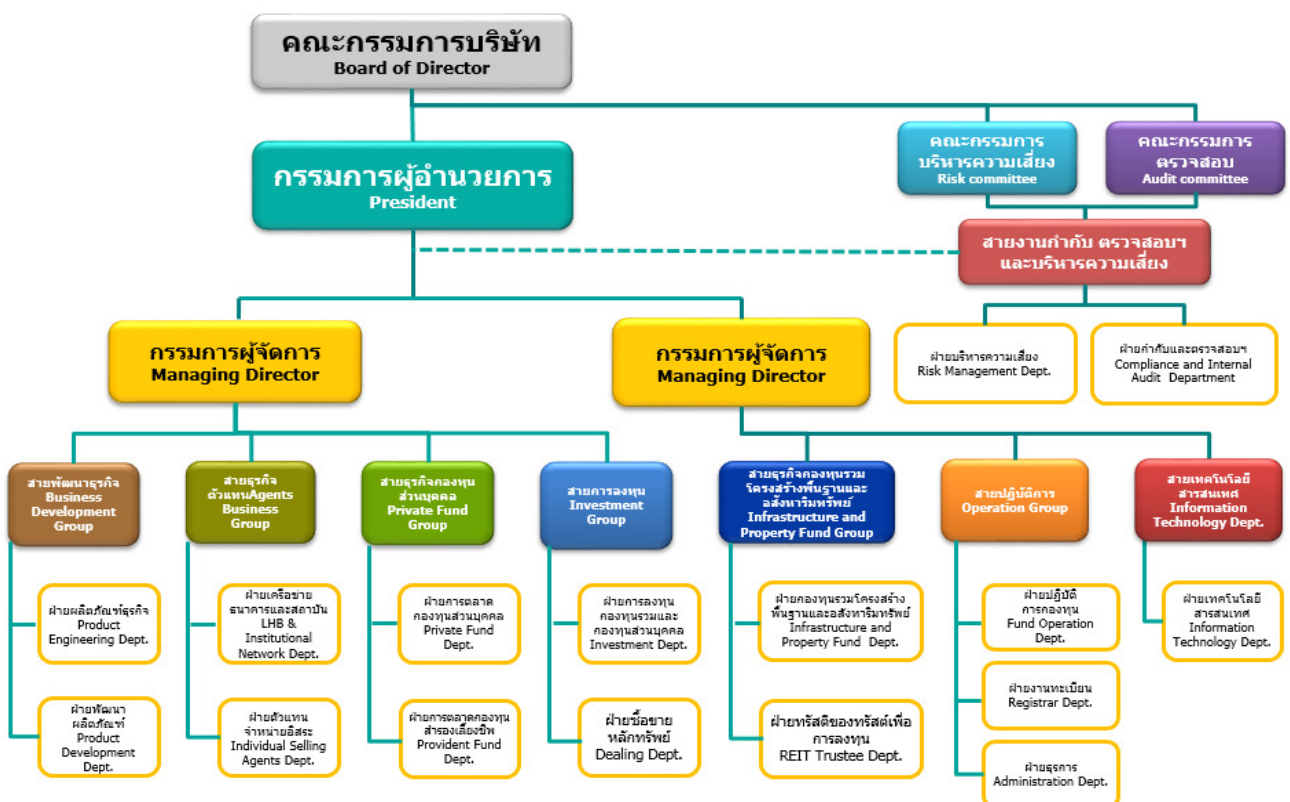 คณะกรรมการบริษัท
Board of Director
คณะกรรมการ
บริหารความเสี่ยง
Risk committee
คณะกรรมการ
ตรวจสอบ
Audit committee
กรรมการผู้อำนวยการ
President
สายงานกำกับ ตรวจสอบฯ
และบริหารความเสี่ยง
กรรมการผู้จัดการ
Managing Director
กรรมการผู้จัดการ
Managing Director
ฝ่ายบริหารความเสี่ยง
Risk Management Dept.
ฝ่ายกำกับและตรวจสอบฯ
Compliance and Internal
Audit Department
สายพัฒนาธุรกิจ
Business
Development
Group
สายธุรกิจ
ตัวแทนAgents
Business
Group
สายธุรกิจกองทุน
ส่วนบุคคล
Private Fund
Group
สายการลงทุน
Investment
Group
สายธุรกิจกองทุนรวม
โครงสร้างพื้นฐานและ
อสังหาริมทรัพย์
Infrastructure and
Property Fund Group
สายปฏิบัติการ
Operation Group
สายเทคโนโลยี
สารสนเทศ
Information
Technology Dept.
ฝ่ายผลิตภัณฑ์ธุรกิจ
Product
Engineering Dept.
ฝ่ายเครือข่าย
ธนาคารและสถาบัน
LHB &
Institutional
Network Dept.
ฝ่ายการตลาด
กองทุนส่วนบุคคล
Private Fund
Dept.
ฝ่ายการลงทุน
กองทุนรวมและ
กองทุนส่วนบุคคล
Investment Dept.
ฝ่ายกองทุนรวมโครงสร้าง
พื้นฐานและอสังหาริมทรัพย์
Infrastructure and
Property Fund Dept.
ฝ่ายปฏิบัติ
การกองทุน
Fund Operation
Dept.
ฝ่ายเทคโนโลยี
สารสนเทศ
Information
Technology Dept.
ฝ่ายพัฒนา
ผลิตภัณฑ์
Product
Development
Dept.
ฝ่ายตัวแทน
จำหน่ายอิสระ
Individual Selling
Agents Dept.
ฝ่ายการตลาดกองทุน
สำรองเลี้ยงชีพ
Provident Fund
Dept.
ฝ่ายซื้อขาย
หลักทรัพย์
Dealing Dept.
ฝ่ายทรัสตีของทรัสต์เพื่อ
การลงทุน
REIT Trustee Dept.
ฝ่ายงานทะเบียน
Registrar Dept.
ฝ่ายธุรการ
Administration Dept.